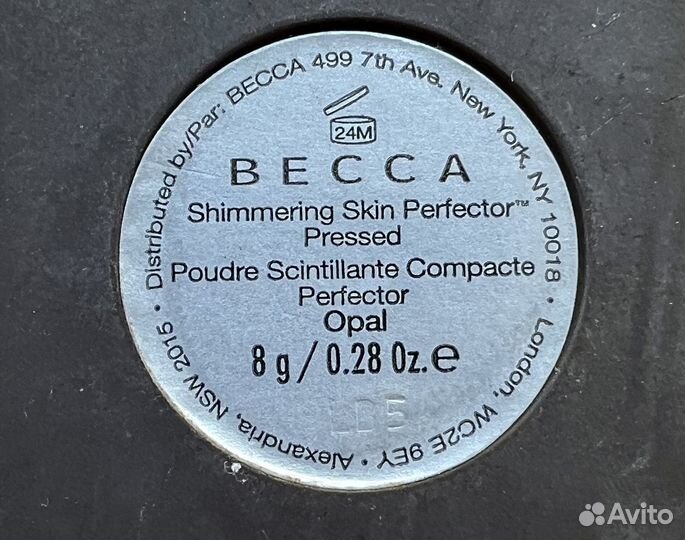 Distributed by/Par: BECCA 499 7th Ave. New York, NY 10018 • London, WC2E 9EY • Alexandria, NSW 2015 •
24M
BECCA
Shimmering Skin Perfector™
Pressed
Poudre Scintillante Compacte
Perfector
Opal
8 g / 0.28 Oz. e
Avito